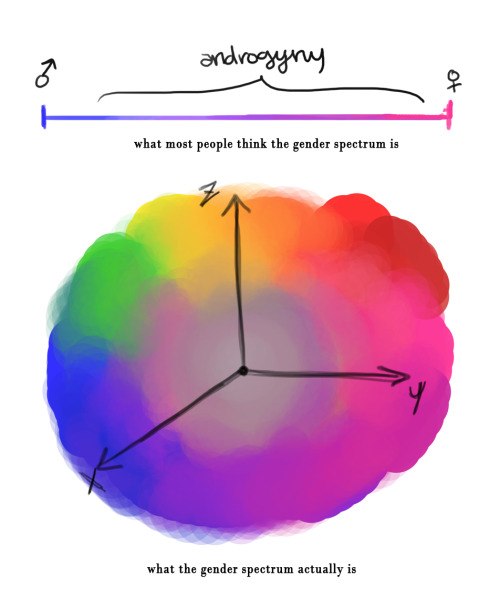 androgyny
♂ ♀
what most people think the gender spectrum is
Z
Y
X
what the gender spectrum actually is